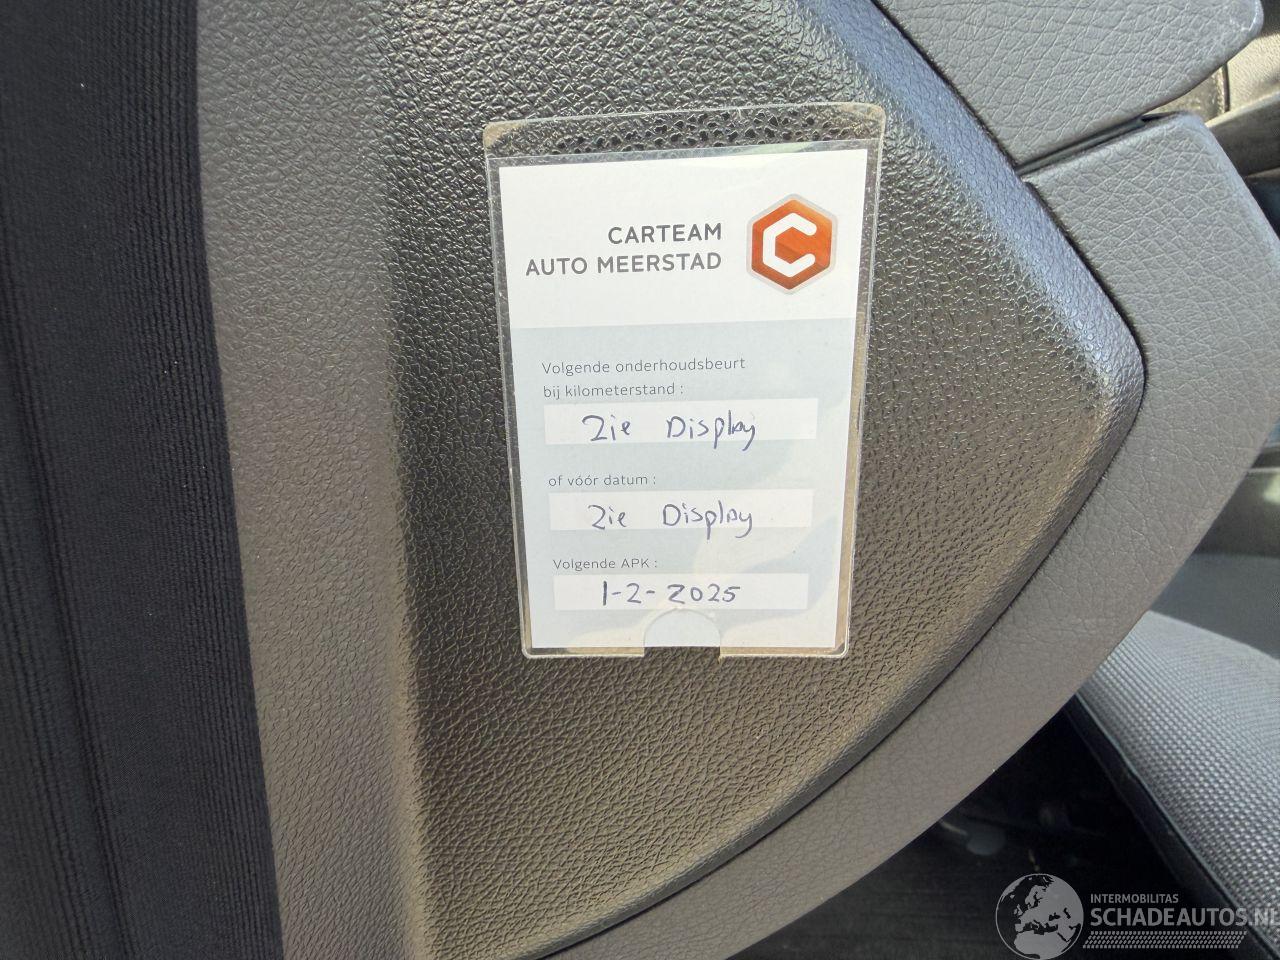 CARTEAM
AUTO MEERSTAD
Volgende onderhoudsbeurt
bij kilometerstand :
Zie Display
of vóór datum :
Zie Display
Volgende APK :
1-2-2025
INTERMOBILITAS
SCHADEAUTOS.NL